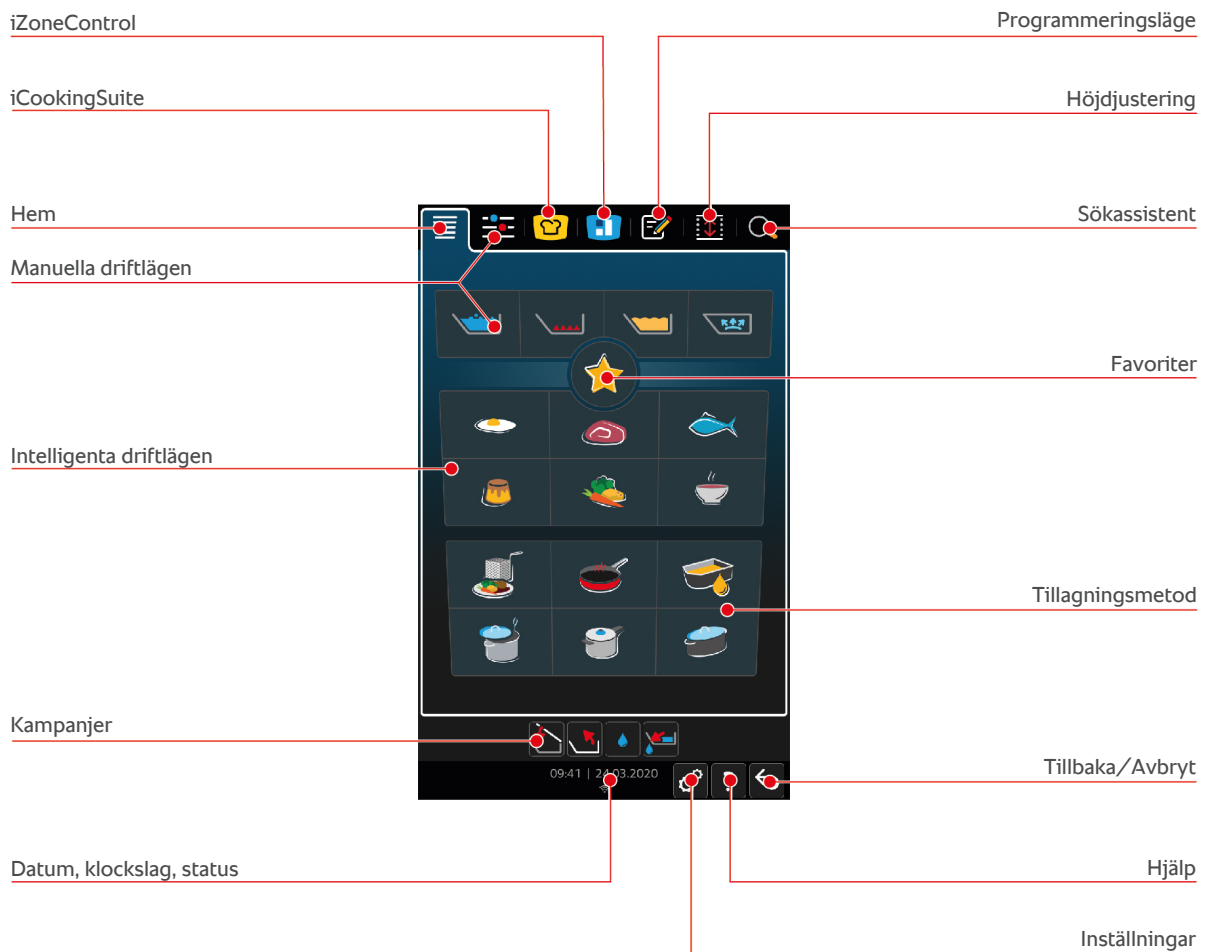 iZoneControl
Programmeringsläge
iCookingSuite
Höjdjustering
Hem
Sökassistent
Manuella driftlägen
Favoriter
Intelligenta driftlägen
Tillagningsmetod
Kampanjer
Tillbaka/Avbryt
09:41 | 24.03.2020
Datum, klockslag, status
Hjälp
Inställningar